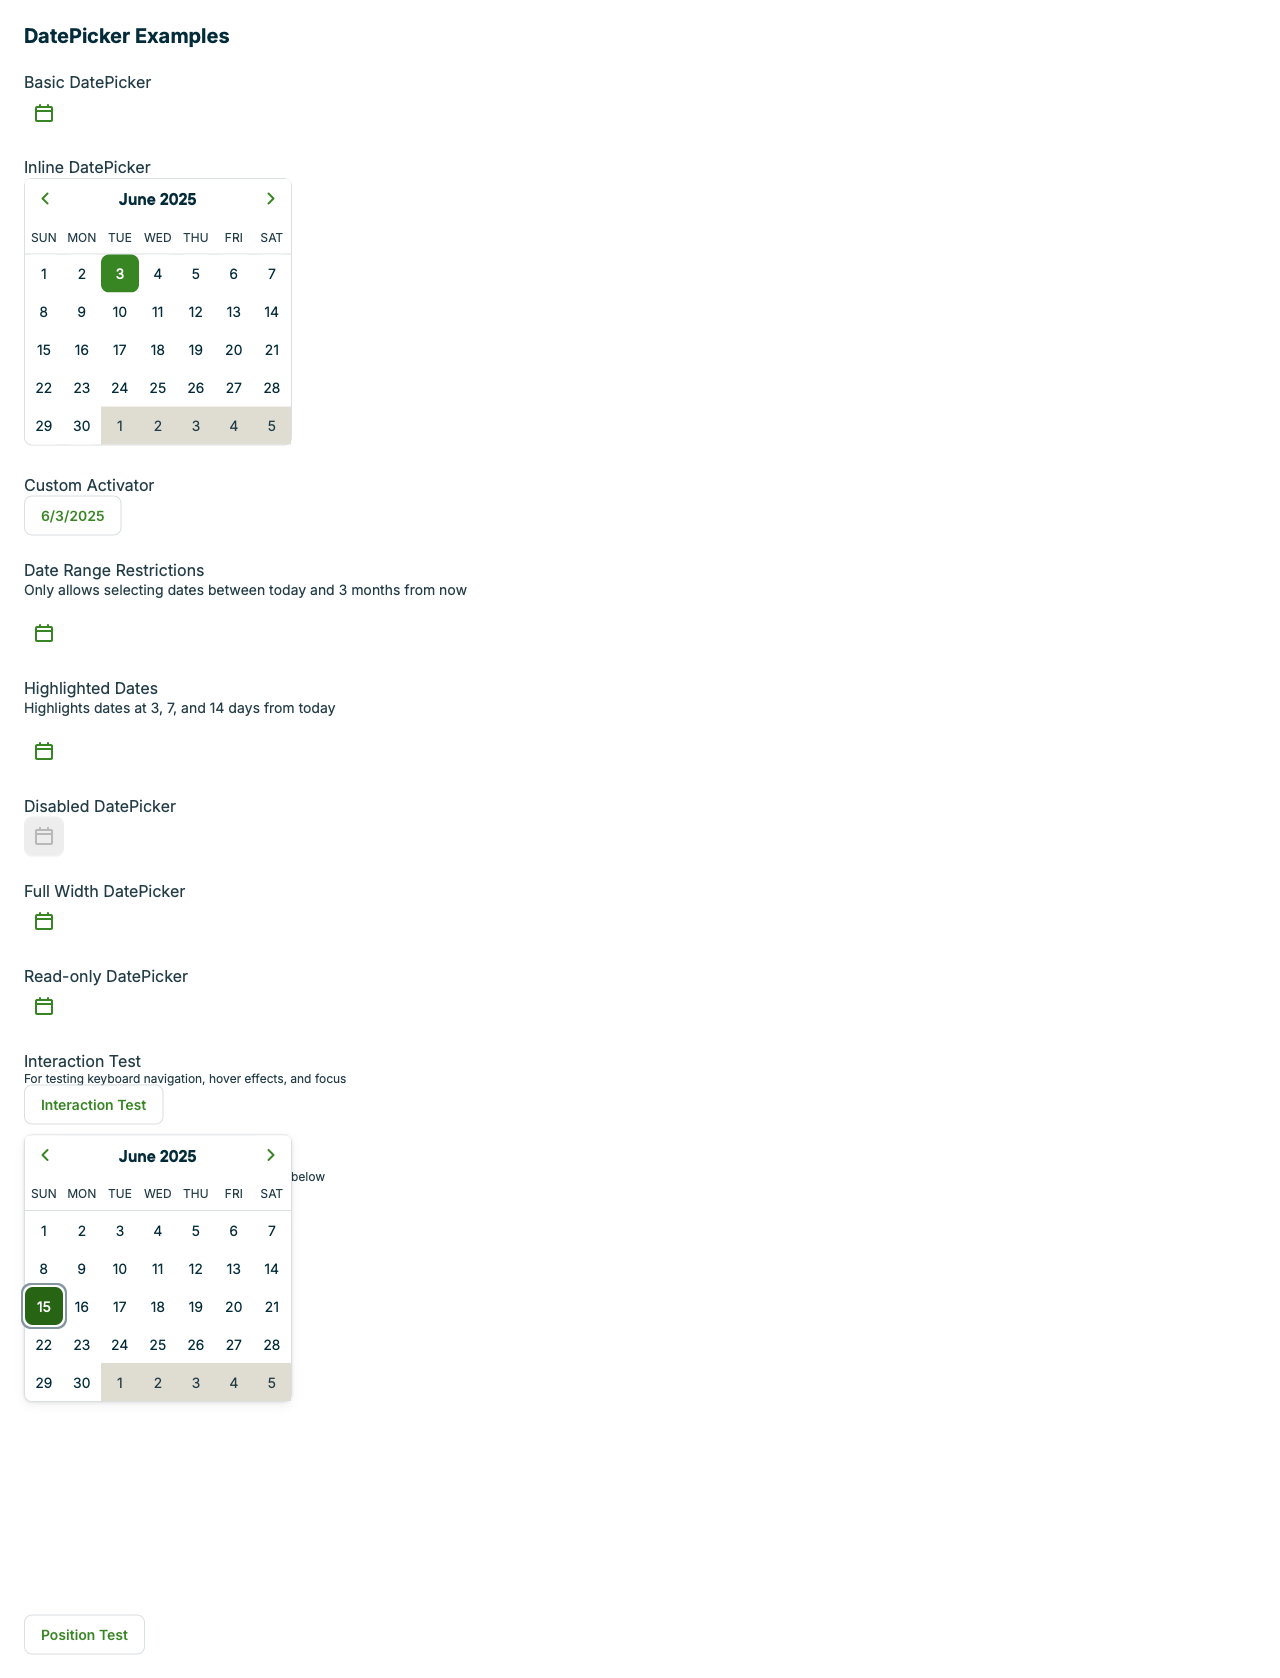 DatePicker Examples
Basic DatePicker
Inline DatePicker
June 2025
SUN MON TUE WED THU FRI SAT
1 2 3 4 5 6 7
8 9 10 11 12 13 14
15 16 17 18 19 20 21
22 23 24 25 26 27 28
29 30 1 2 3 4 5
Custom Activator
6/3/2025
Date Range Restrictions
Only allows selecting dates between today and 3 months from now
Highlighted Dates
Highlights dates at 3, 7, and 14 days from today
Disabled DatePicker
Full Width DatePicker
Read-only DatePicker
Interaction Test
For testing keyboard navigation, hover effects, and focus
Interaction Test
June 2025
below
SUN MON TUE WED THU FRI SAT
1 2 3 4 5 6 7
8 9 10 11 12 13 14
15 16 17 18 19 20 21
22 23 24 25 26 27 28
29 30 1 2 3 4 5
Position Test